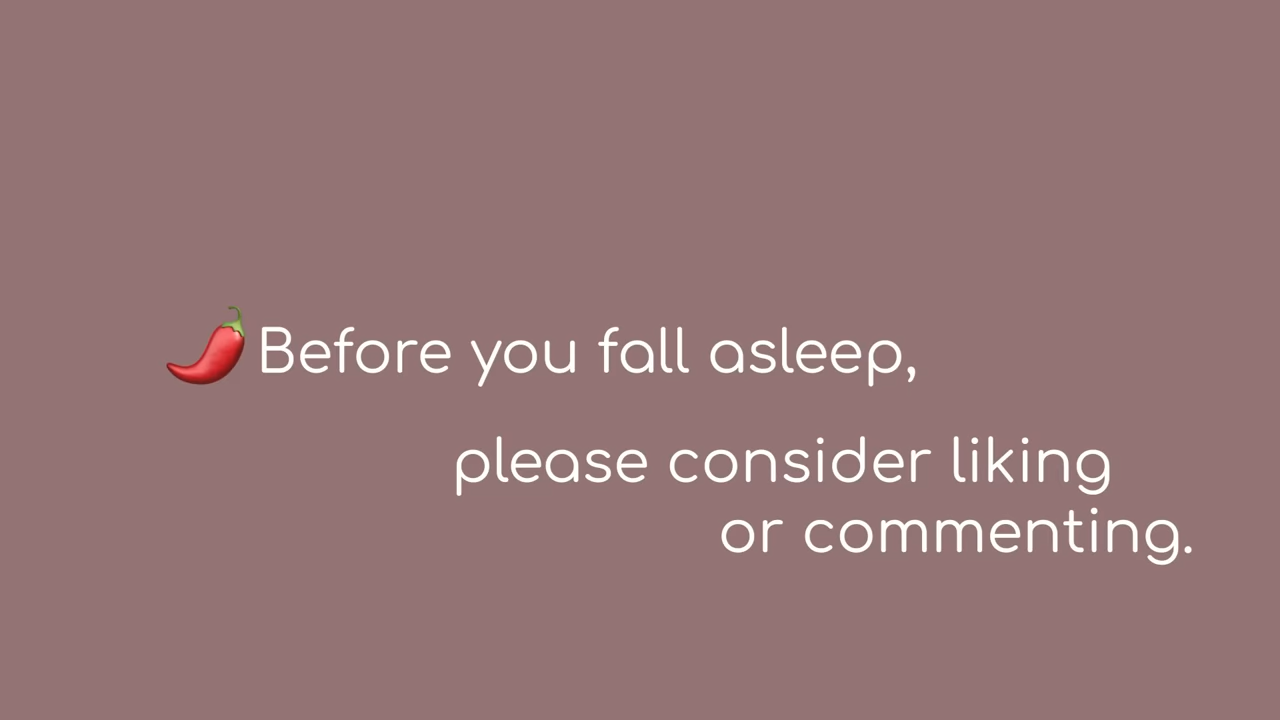 🌶️Before you fall asleep,
please consider liking
or commenting.